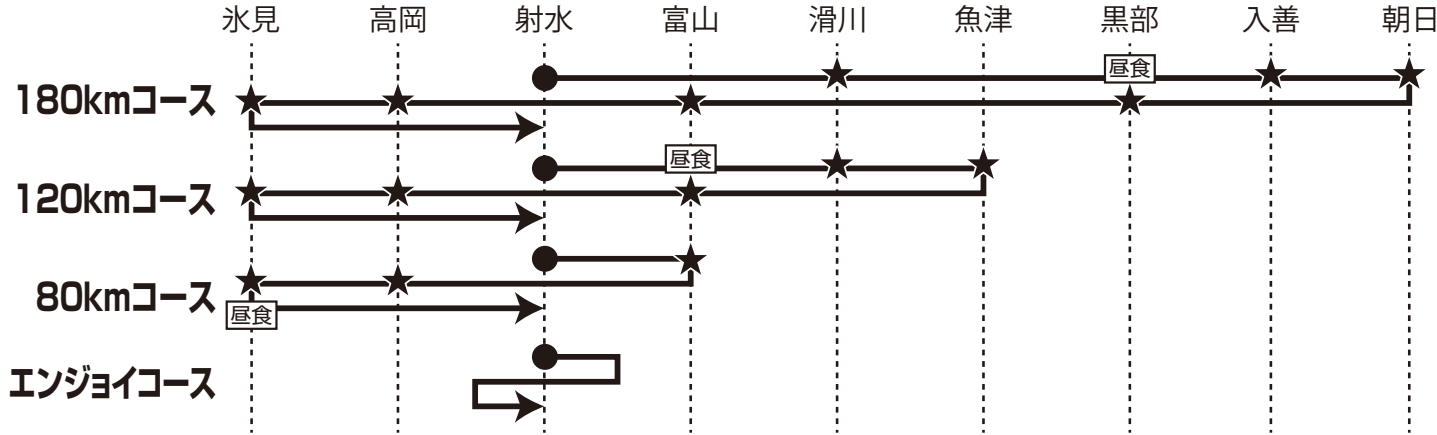 氷見 高岡 射水 富山 滑川 魚津 黒部 入善 朝日
昼食
180kmコース
昼食
120kmコース
80kmコース
昼食
エンジョイコース